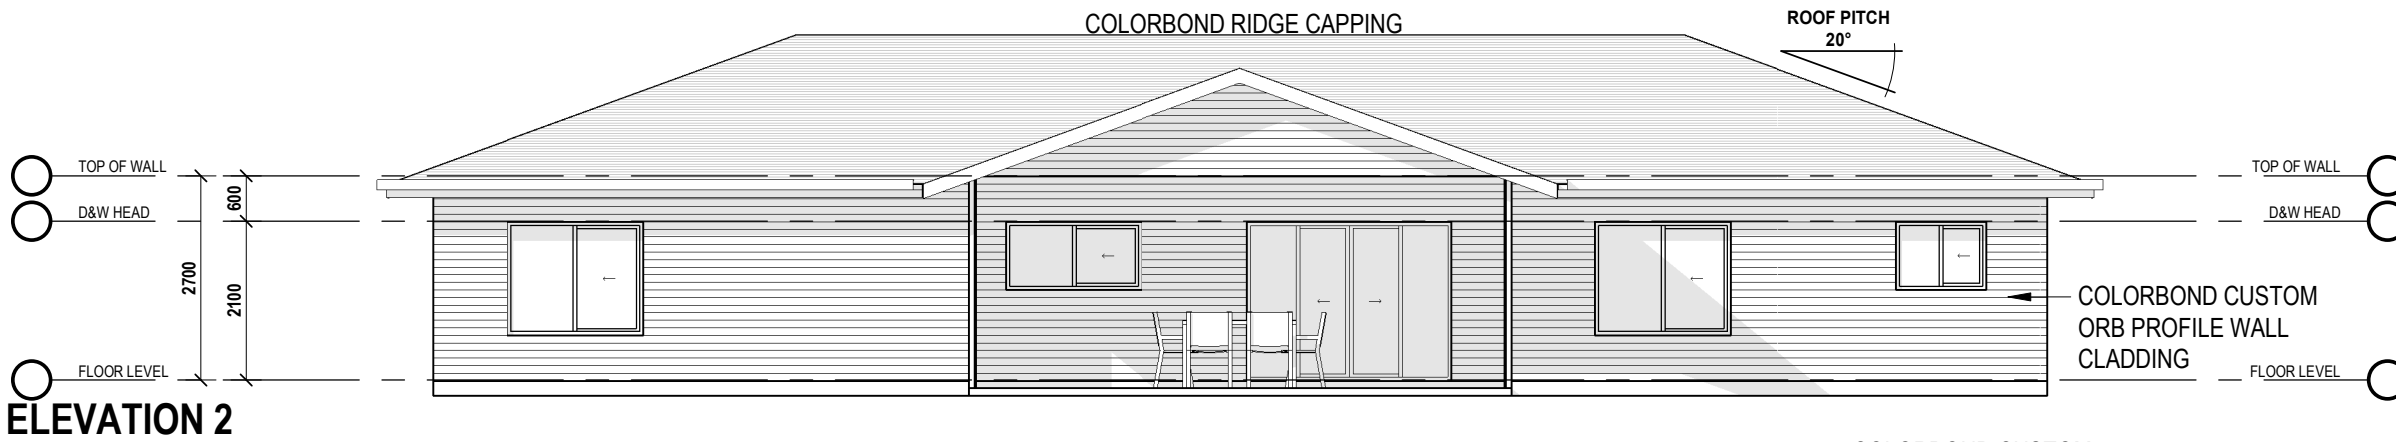 COLORBOND RIDGE CAPPING
ROOF PITCH
20°
TOP OF WALL
TOP OF WALL
600
D&W HEAD
D&W HEAD
2700
2100
COLORBOND CUSTOM
ORB PROFILE WALL
CLADDING
FLOOR LEVEL
FLOOR LEVEL
ELEVATION 2